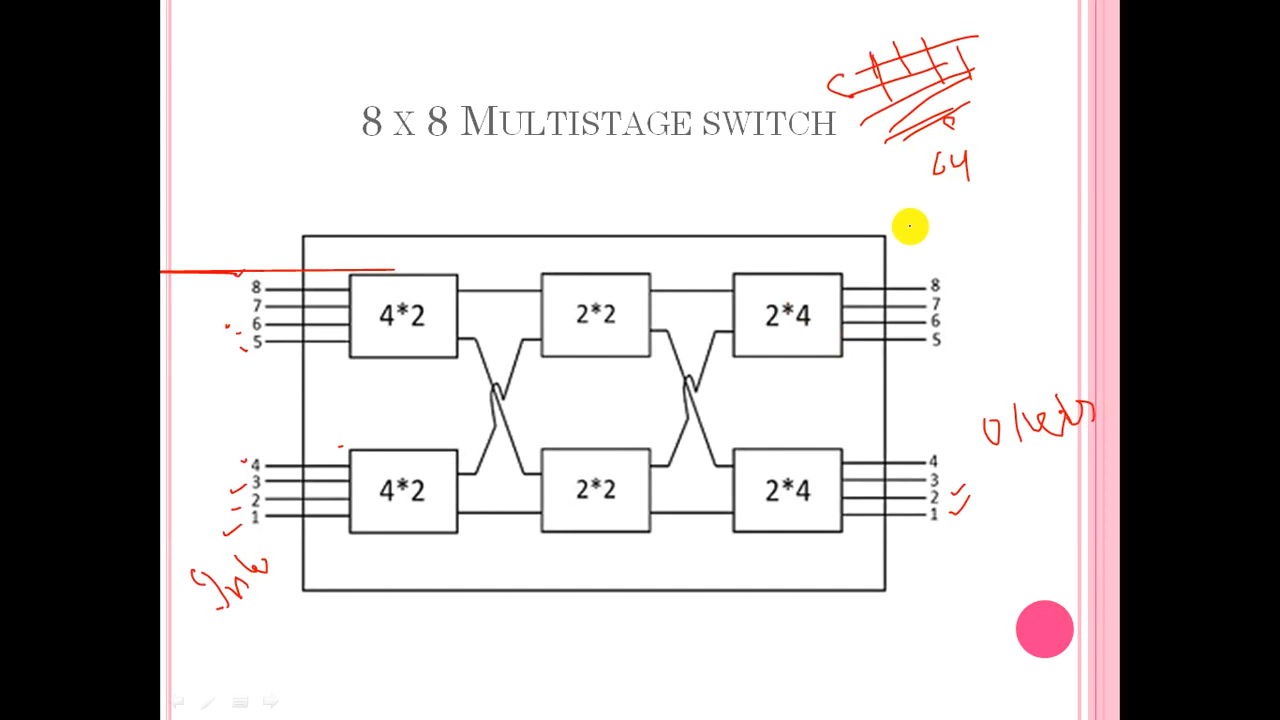 8 X 8 MULTISTAGE SWITCH
64
8 4*2 2*2 2*4 8
7 7
6 6
5 5
4 4*2 2*2 2*4 4
3 3
2 2
1 1